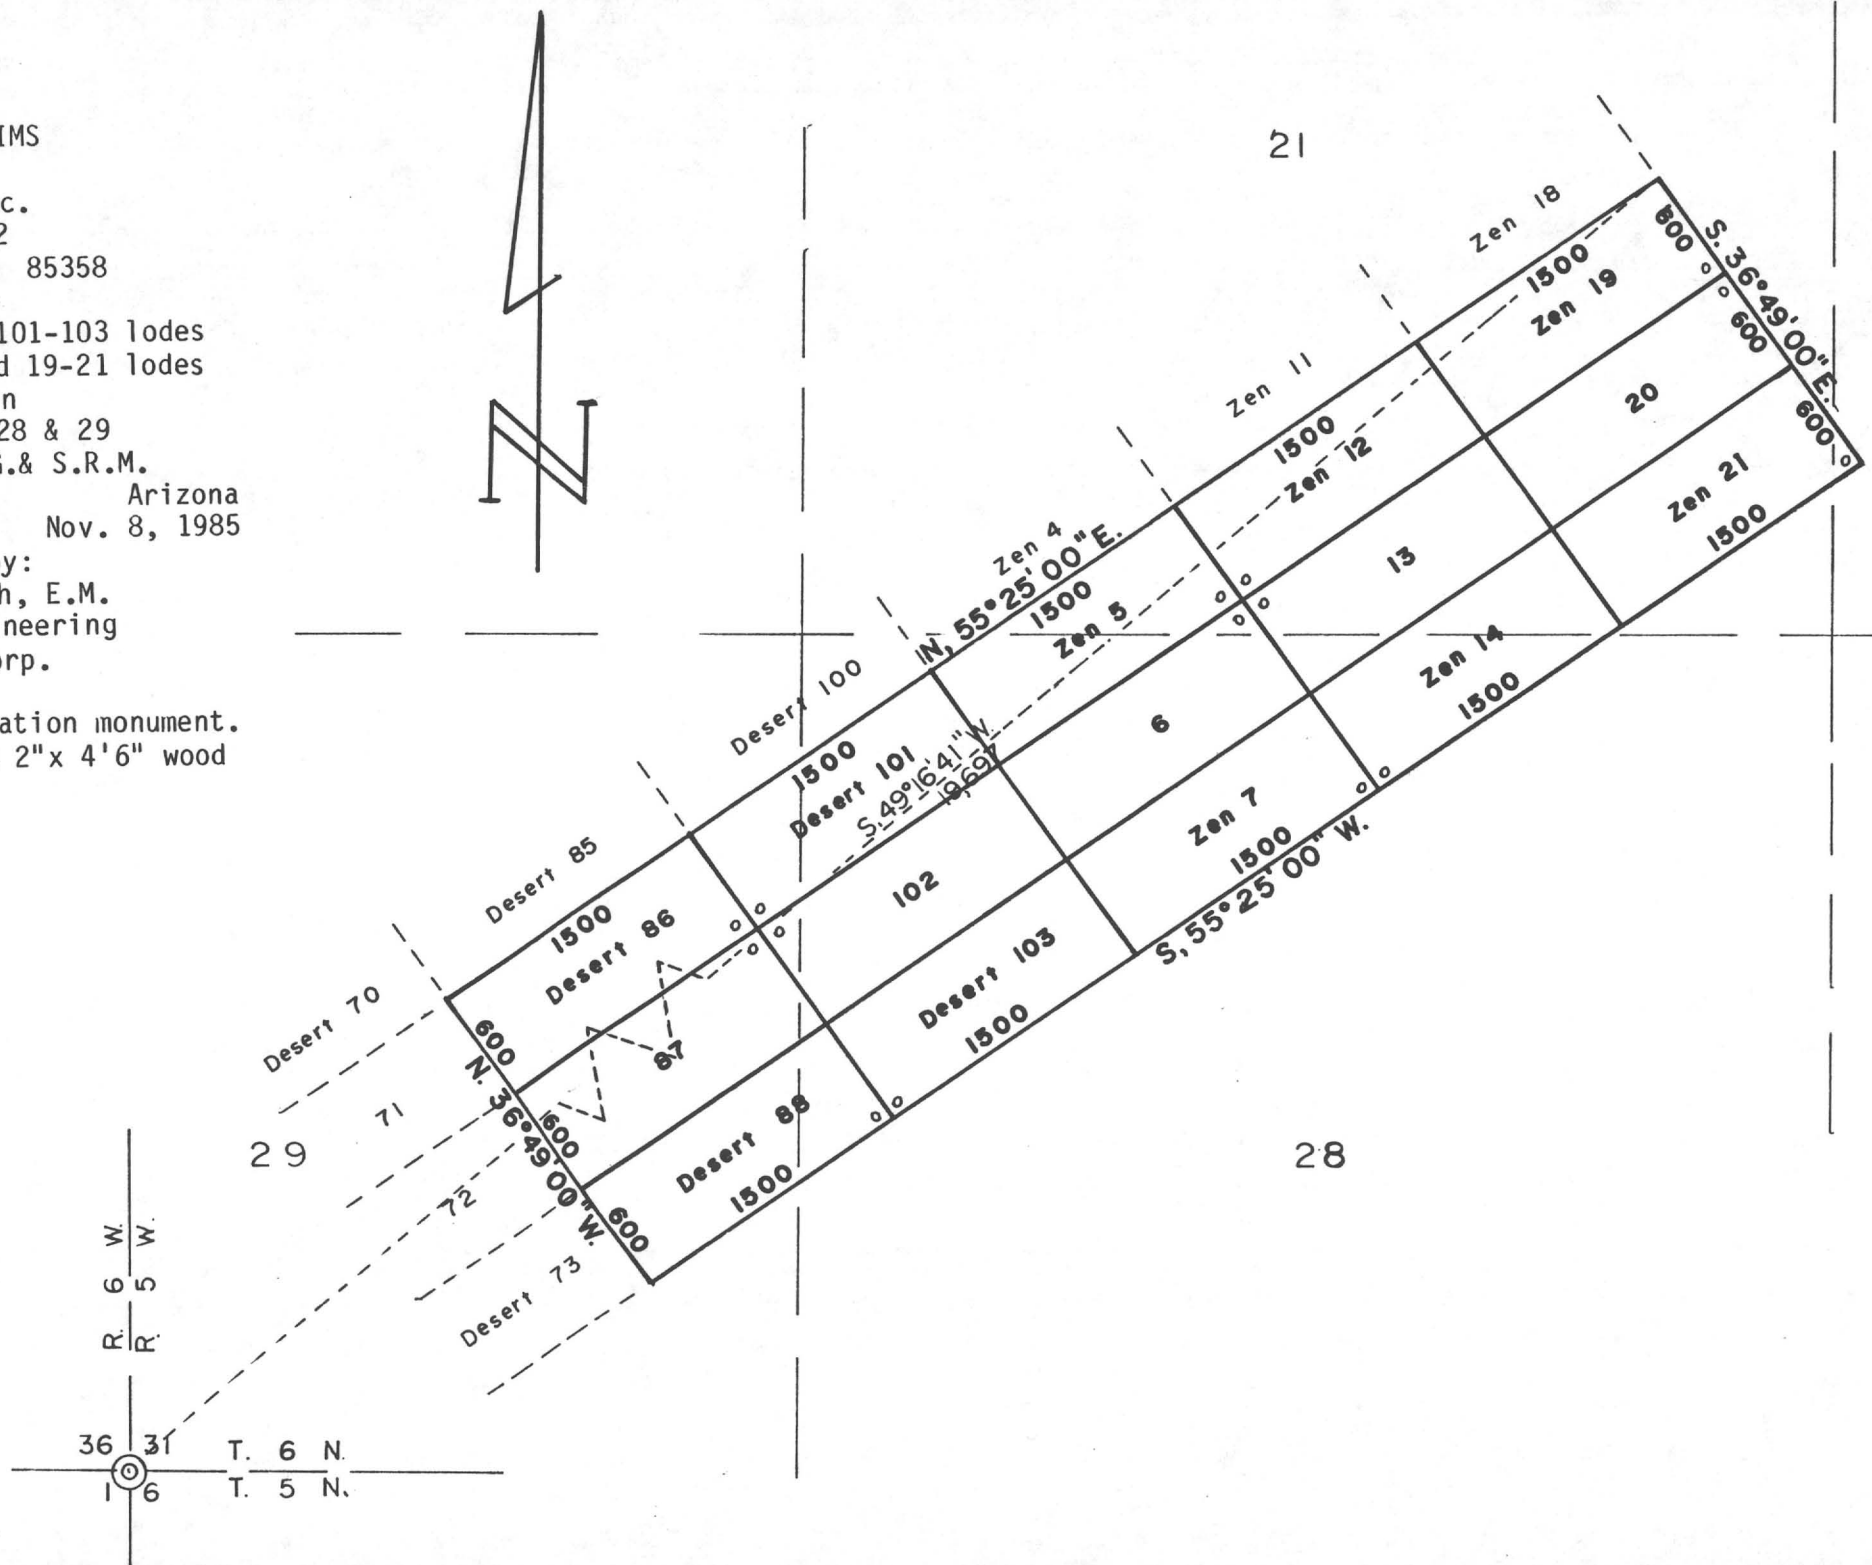 IMS
c.
2
85358
101-103 lodes
d 19-21 lodes
n
28 & 29
G.& S.R.M.
Arizona
Nov. 8, 1985
y:
h, E.M.
neering
orp.
ation monument.
2"x 4'6" wood
N
21
Zen 18
1500
Zen 19
600
S. 36°49'00"E.
600
20
600
Zen 21
1500
Zen 11
1500
Zen 12
13
Zen 14
1500
Zen 4
N, 55°25'00"E.
1500
Zen 5
6
Zen 7
1500
S, 55°25'00" W.
Desert 100
1500
Desert 101
S. 49°16'41" W.
102
Desert 103
1500
Desert 85
1500
Desert 86
87
Desert 88
1500
600
N. 36°49'00" W.
600
600
Desert 70
71
72
Desert 73
29
28
R. 6 W.
R. 5 W.
36 31
T. 6 N.
1 6
T. 5 N.